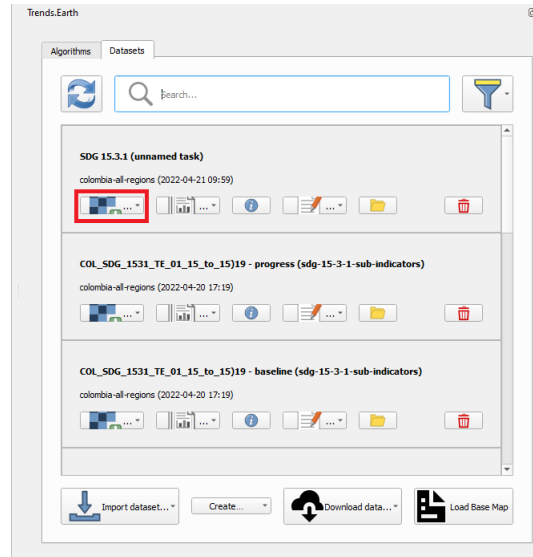 Trends.Earth
Algorithms Datasets
Search...
SDG 15.3.1 (unnamed task)
colombia-all-regions (2022-04-21 09:59)
... ... ...
COL_SDG_1531_TE_01_15_to_15)19 - progress (sdg-15-3-1-sub-indicators)
colombia-all-regions (2022-04-20 17:19)
... ... ...
COL_SDG_1531_TE_01_15_to_15)19 - baseline (sdg-15-3-1-sub-indicators)
colombia-all-regions (2022-04-20 17:19)
... ... ...
Import dataset... Create... Download data... Load Base Map